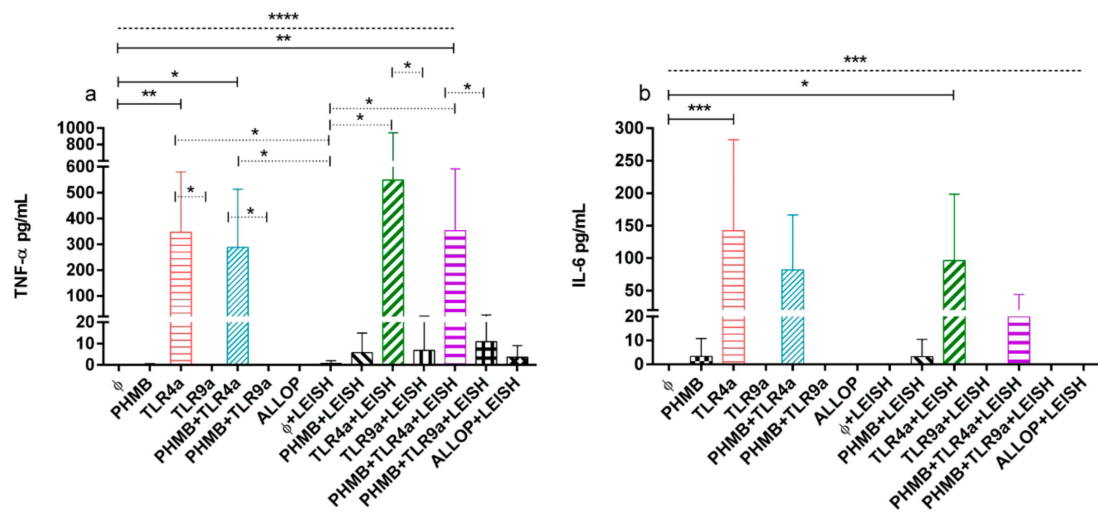 ****
**
*
*
a
*
**
*
*
*
*
*
*
*
TNF-α pg/mL
1000
800
600
600
500
400
300
200
100
20
10
0
ϕ
PHMB
TLR4a
TLR9a
PHMB+TLR4a
PHMB+TLR9a
ALLOP
ϕ+LEISH
PHMB+LEISH
TLR4a+LEISH
TLR9a+LEISH
PHMB+TLR4a+LEISH
PHMB+TLR9a+LEISH
ALLOP+LEISH
***
b
*
***
IL-6 pg/mL
300
250
200
150
100
50
20
10
0
ϕ
PHMB
TLR4a
TLR9a
PHMB+TLR4a
PHMB+TLR9a
ALLOP
ϕ+LEISH
PHMB+LEISH
TLR4a+LEISH
TLR9a+LEISH
PHMB+TLR4a+LEISH
PHMB+TLR9a+LEISH
ALLOP+LEISH